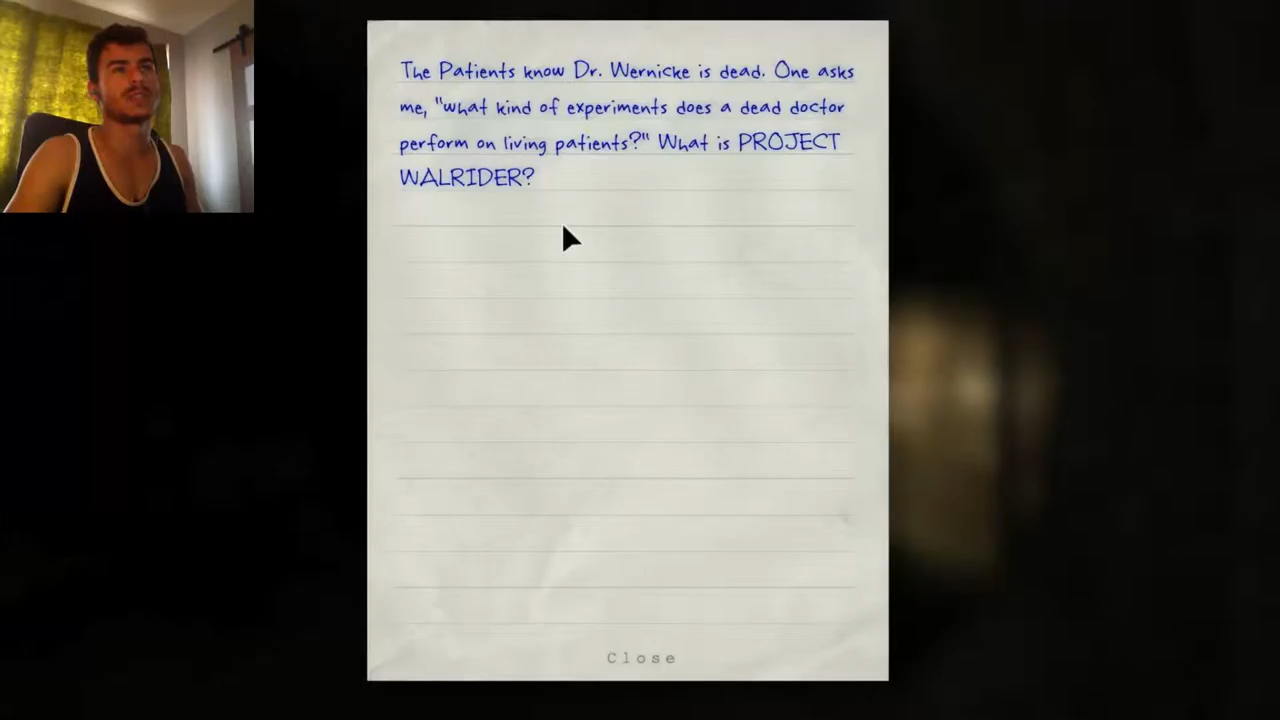 The Patients know Dr. Wernicke is dead. One asks
me, "what kind of experiments does a dead doctor
perform on living patients?" What is PROJECT
WALRIDER?
Close